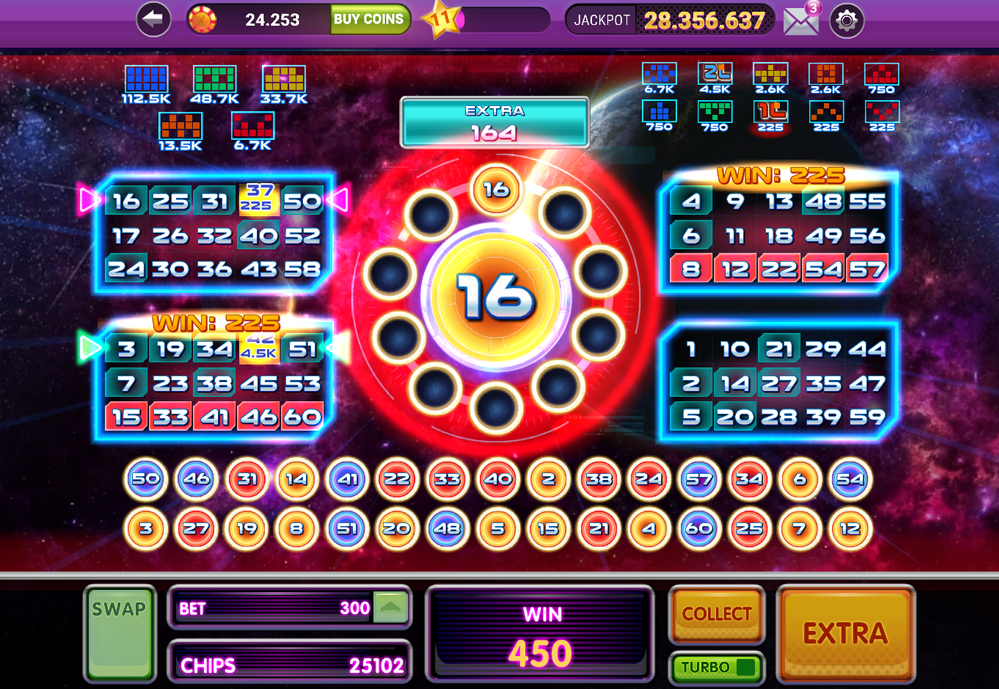 24.253 BUY COINS 11 JACKPOT 28.356.637 3
112.5K 48.7K 33.7K
13.5K 6.7K
6.7K 2L 4.5K 2.6K 2.6K 750
750 750 1L 225 225 225
EXTRA
164
16 25 31 37 225 50
17 26 32 40 52
24 30 36 43 58
WIN: 225
3 19 34 42 4.5K 51
7 23 38 45 53
15 33 41 46 60
16
16
WIN: 225
4 9 13 48 55
6 11 18 49 56
8 12 22 54 57
1 10 21 29 44
2 14 27 35 47
5 20 28 39 59
50 46 31 14 41 22 33 40 2 38 24 57 34 6 54
3 27 19 8 51 20 48 5 15 21 4 60 25 7 12
SWAP
BET 300
CHIPS 25102
WIN
450
COLLECT
TURBO
EXTRA